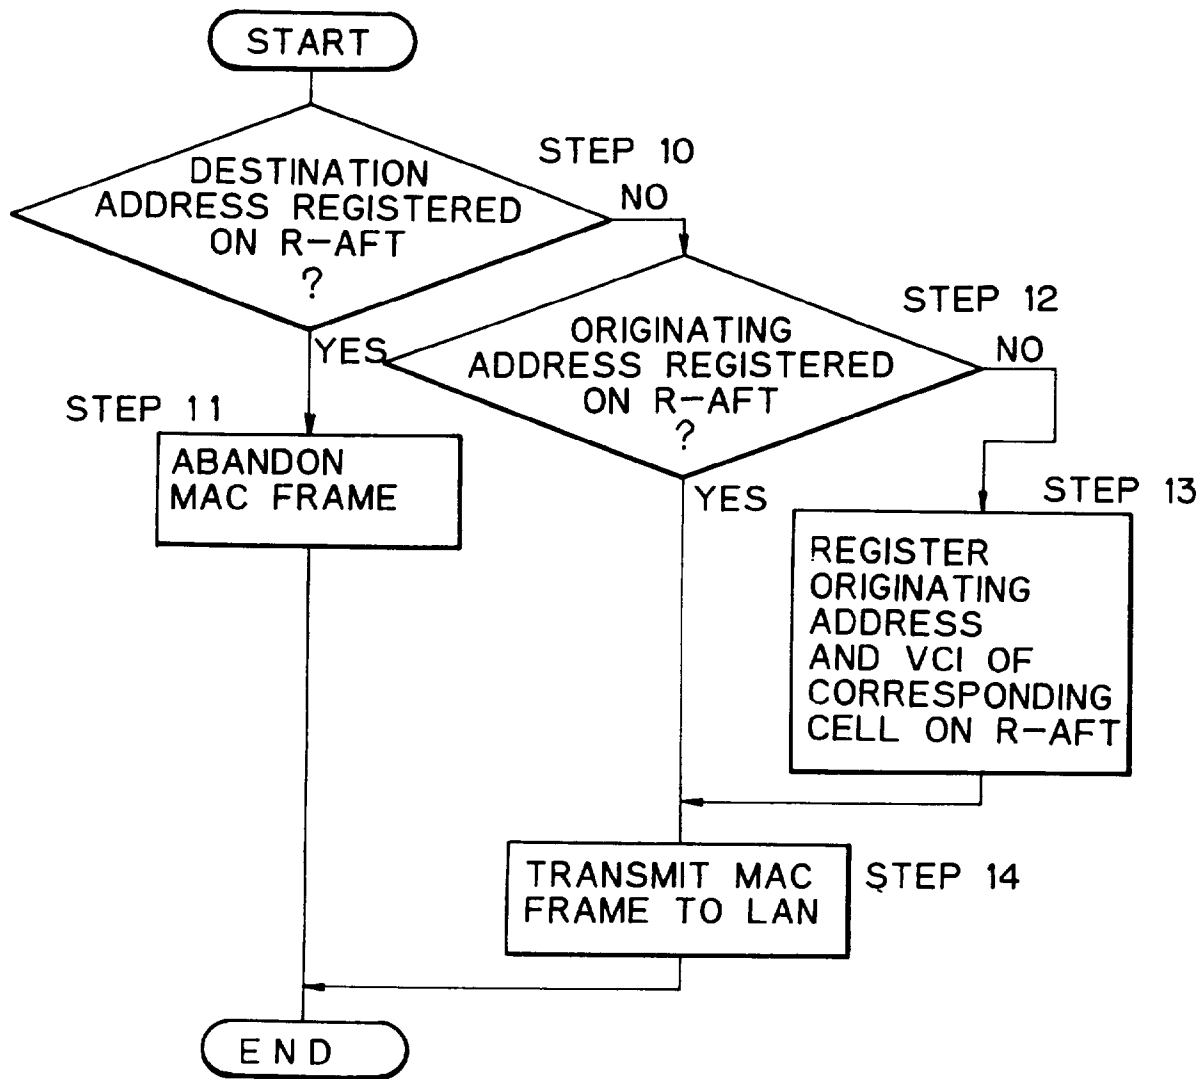 START
DESTINATION
ADDRESS REGISTERED
ON R-AFT
?
STEP 10
NO
YES
STEP 11
ABANDON
MAC FRAME
ORIGINATING
ADDRESS REGISTERED
ON R-AFT
?
STEP 12
NO
YES
STEP 13
REGISTER
ORIGINATING
ADDRESS
AND VCI OF
CORRESPONDING
CELL ON R-AFT
TRANSMIT MAC
FRAME TO LAN
STEP 14
END